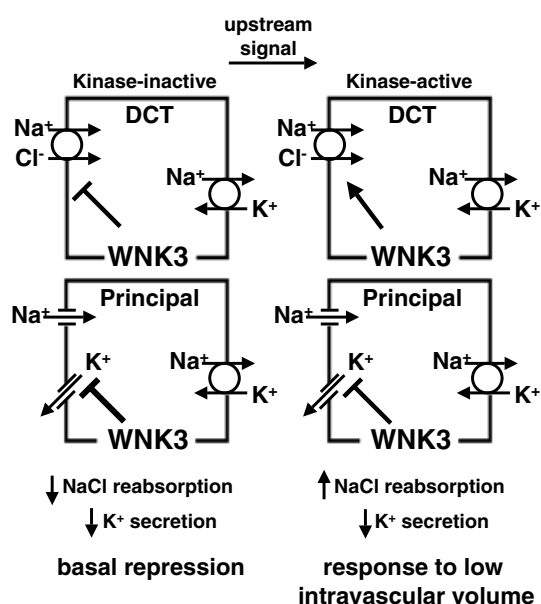 upstream
signal
Kinase-inactive
Kinase-active
DCT
Na⁺
Cl⁻
Na⁺
K⁺
WNK3
DCT
Na⁺
Cl⁻
Na⁺
K⁺
WNK3
Principal
Na⁺
K⁺
Na⁺
K⁺
WNK3
Principal
Na⁺
K⁺
Na⁺
K⁺
WNK3
NaCl reabsorption
K⁺ secretion
basal repression
NaCl reabsorption
K⁺ secretion
response to low
intravascular volume